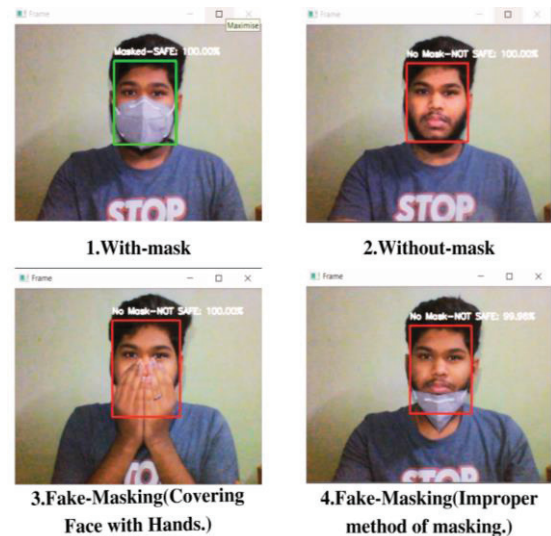 Frame
Maximise
Masked-SAFE: 100.00%
STOP
1.With-mask
Frame
No Mask-NOT SAFE: 100.00%
STOP
2.Without-mask
Frame
No Mask-NOT SAFE: 100.00%
3.Fake-Masking(Covering
Face with Hands.)
Frame
No Mask-NOT SAFE: 99.98%
STOP
4.Fake-Masking(Improper
method of masking.)